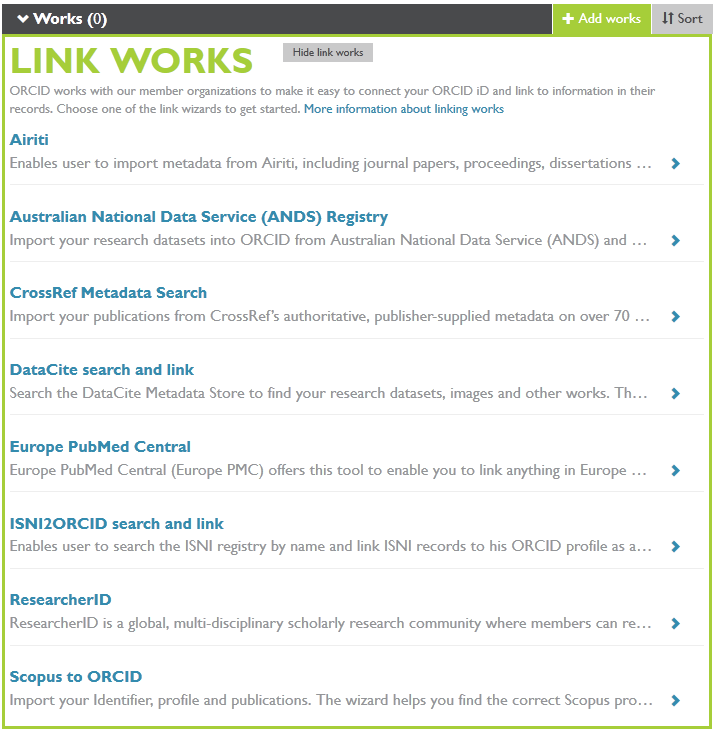 Works (0)
Add works
Sort
LINK WORKS
Hide link works
ORCID works with our member organizations to make it easy to connect your ORCID iD and link to information in their
records. Choose one of the link wizards to get started. More information about linking works
Airiti
Enables user to import metadata from Airiti, including journal papers, proceedings, dissertations ...
Australian National Data Service (ANDS) Registry
Import your research datasets into ORCID from Australian National Data Service (ANDS) and ...
CrossRef Metadata Search
Import your publications from CrossRef's authoritative, publisher-supplied metadata on over 70 ...
DataCite search and link
Search the DataCite Metadata Store to find your research datasets, images and other works. Th...
Europe PubMed Central
Europe PubMed Central (Europe PMC) offers this tool to enable you to link anything in Europe ...
ISNI2ORCID search and link
Enables user to search the ISNI registry by name and link ISNI records to his ORCID profile as a...
ResearcherID
ResearcherID is a global, multi-disciplinary scholarly research community where members can re...
Scopus to ORCID
Import your Identifier, profile and publications. The wizard helps you find the correct Scopus pro...